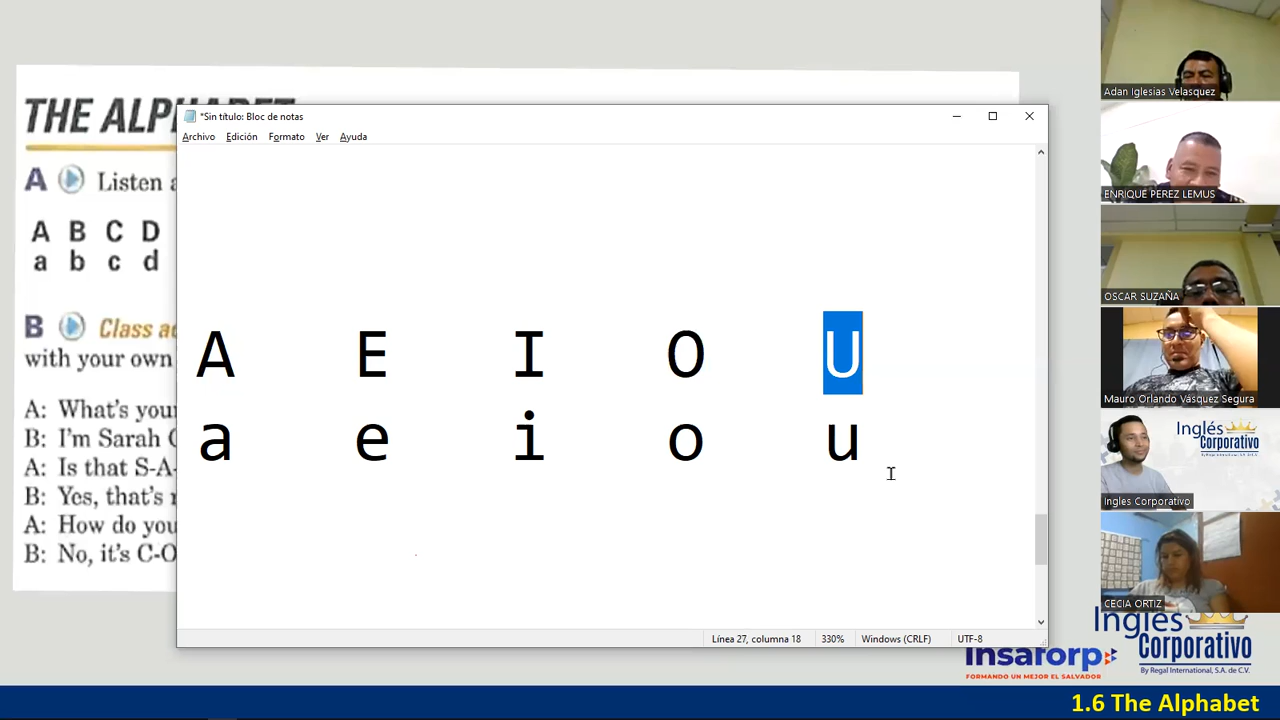 THE ALPHABET
A Listen a
A B C D
a b c d
B Class ac
with your own
A: What's your
B: I'm Sarah C
A: Is that S-A-
B: Yes, that's r
A: How do you
B: No, it's C-O
*Sin título: Bloc de notas
Archivo Edición Formato Ver Ayuda
A E I O U
a e i o u
Línea 27, columna 18 330% Windows (CRLF) UTF-8
Adan Iglesias Velasquez
ENRIQUE PEREZ LEMUS
OSCAR SUZAÑA
Mauro Orlando Vásquez Segura
Inglés
Corporativo
Ingles Corporativo
CECIA ORTIZ
Inglés
Corporativo
By Regal International, S.A. de C.V.
Insaforp
FORMANDO UN MEJOR EL SALVADOR
1.6 The Alphabet